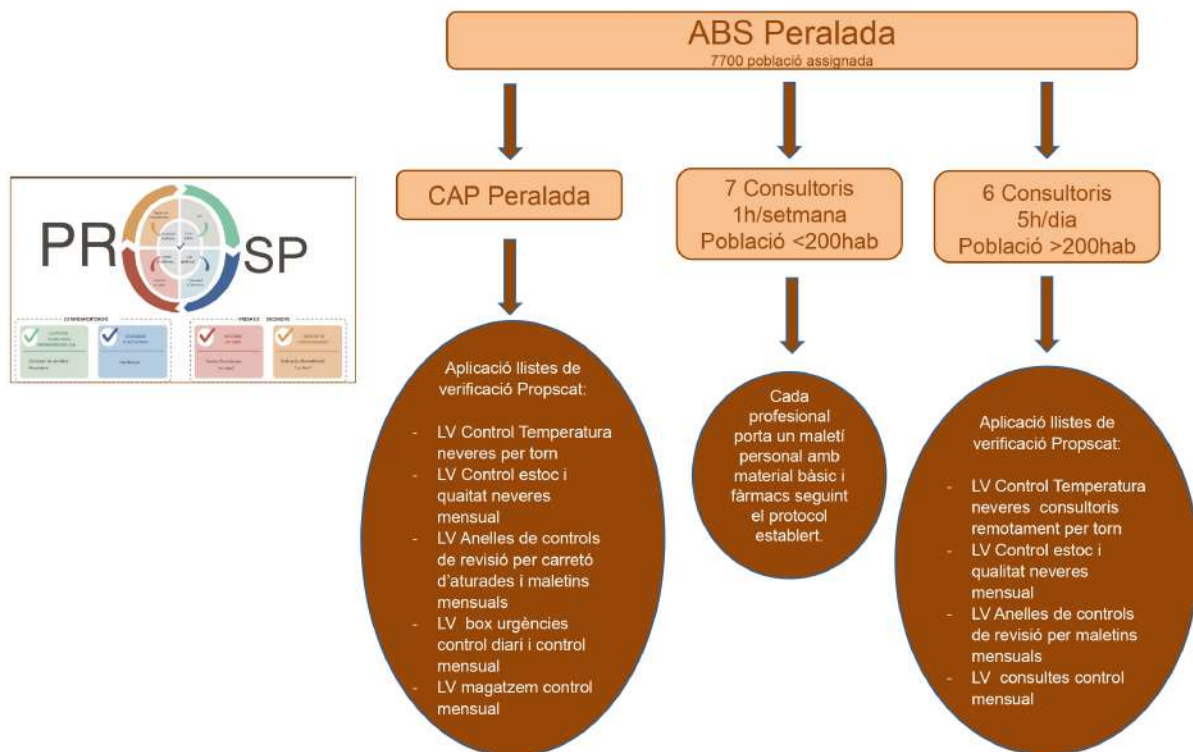 ABS Peralada
7700 població assignada
CAP Peralada
7 Consultoris
1h/setmana
Població <200hab
6 Consultoris
5h/dia
Població >200hab
PR
SP
Aplicació llistes de
verificació Propscat:
- LV Control Temperatura
neveres per torn
- LV Control estoc i
quaitat neveres
mensual
- LV Anelles de controls
de revisió per carretó
d'aturades i maletins
mensuals
- LV box urgències
control diari i control
mensual
- LV magatzem control
mensual
Cada
profesional
porta un maletí
personal amb
material bàsic i
fàrmacs seguint
el protocol
establert.
Aplicació llistes de
verificació Propscat:
- LV Control Temperatura
neveres consultoris
remotament per torn
- LV Control estoc i
qualitat neveres
mensual
- LV Anelles de controls
de revisió per maletins
mensuals
- LV consultes control
mensual